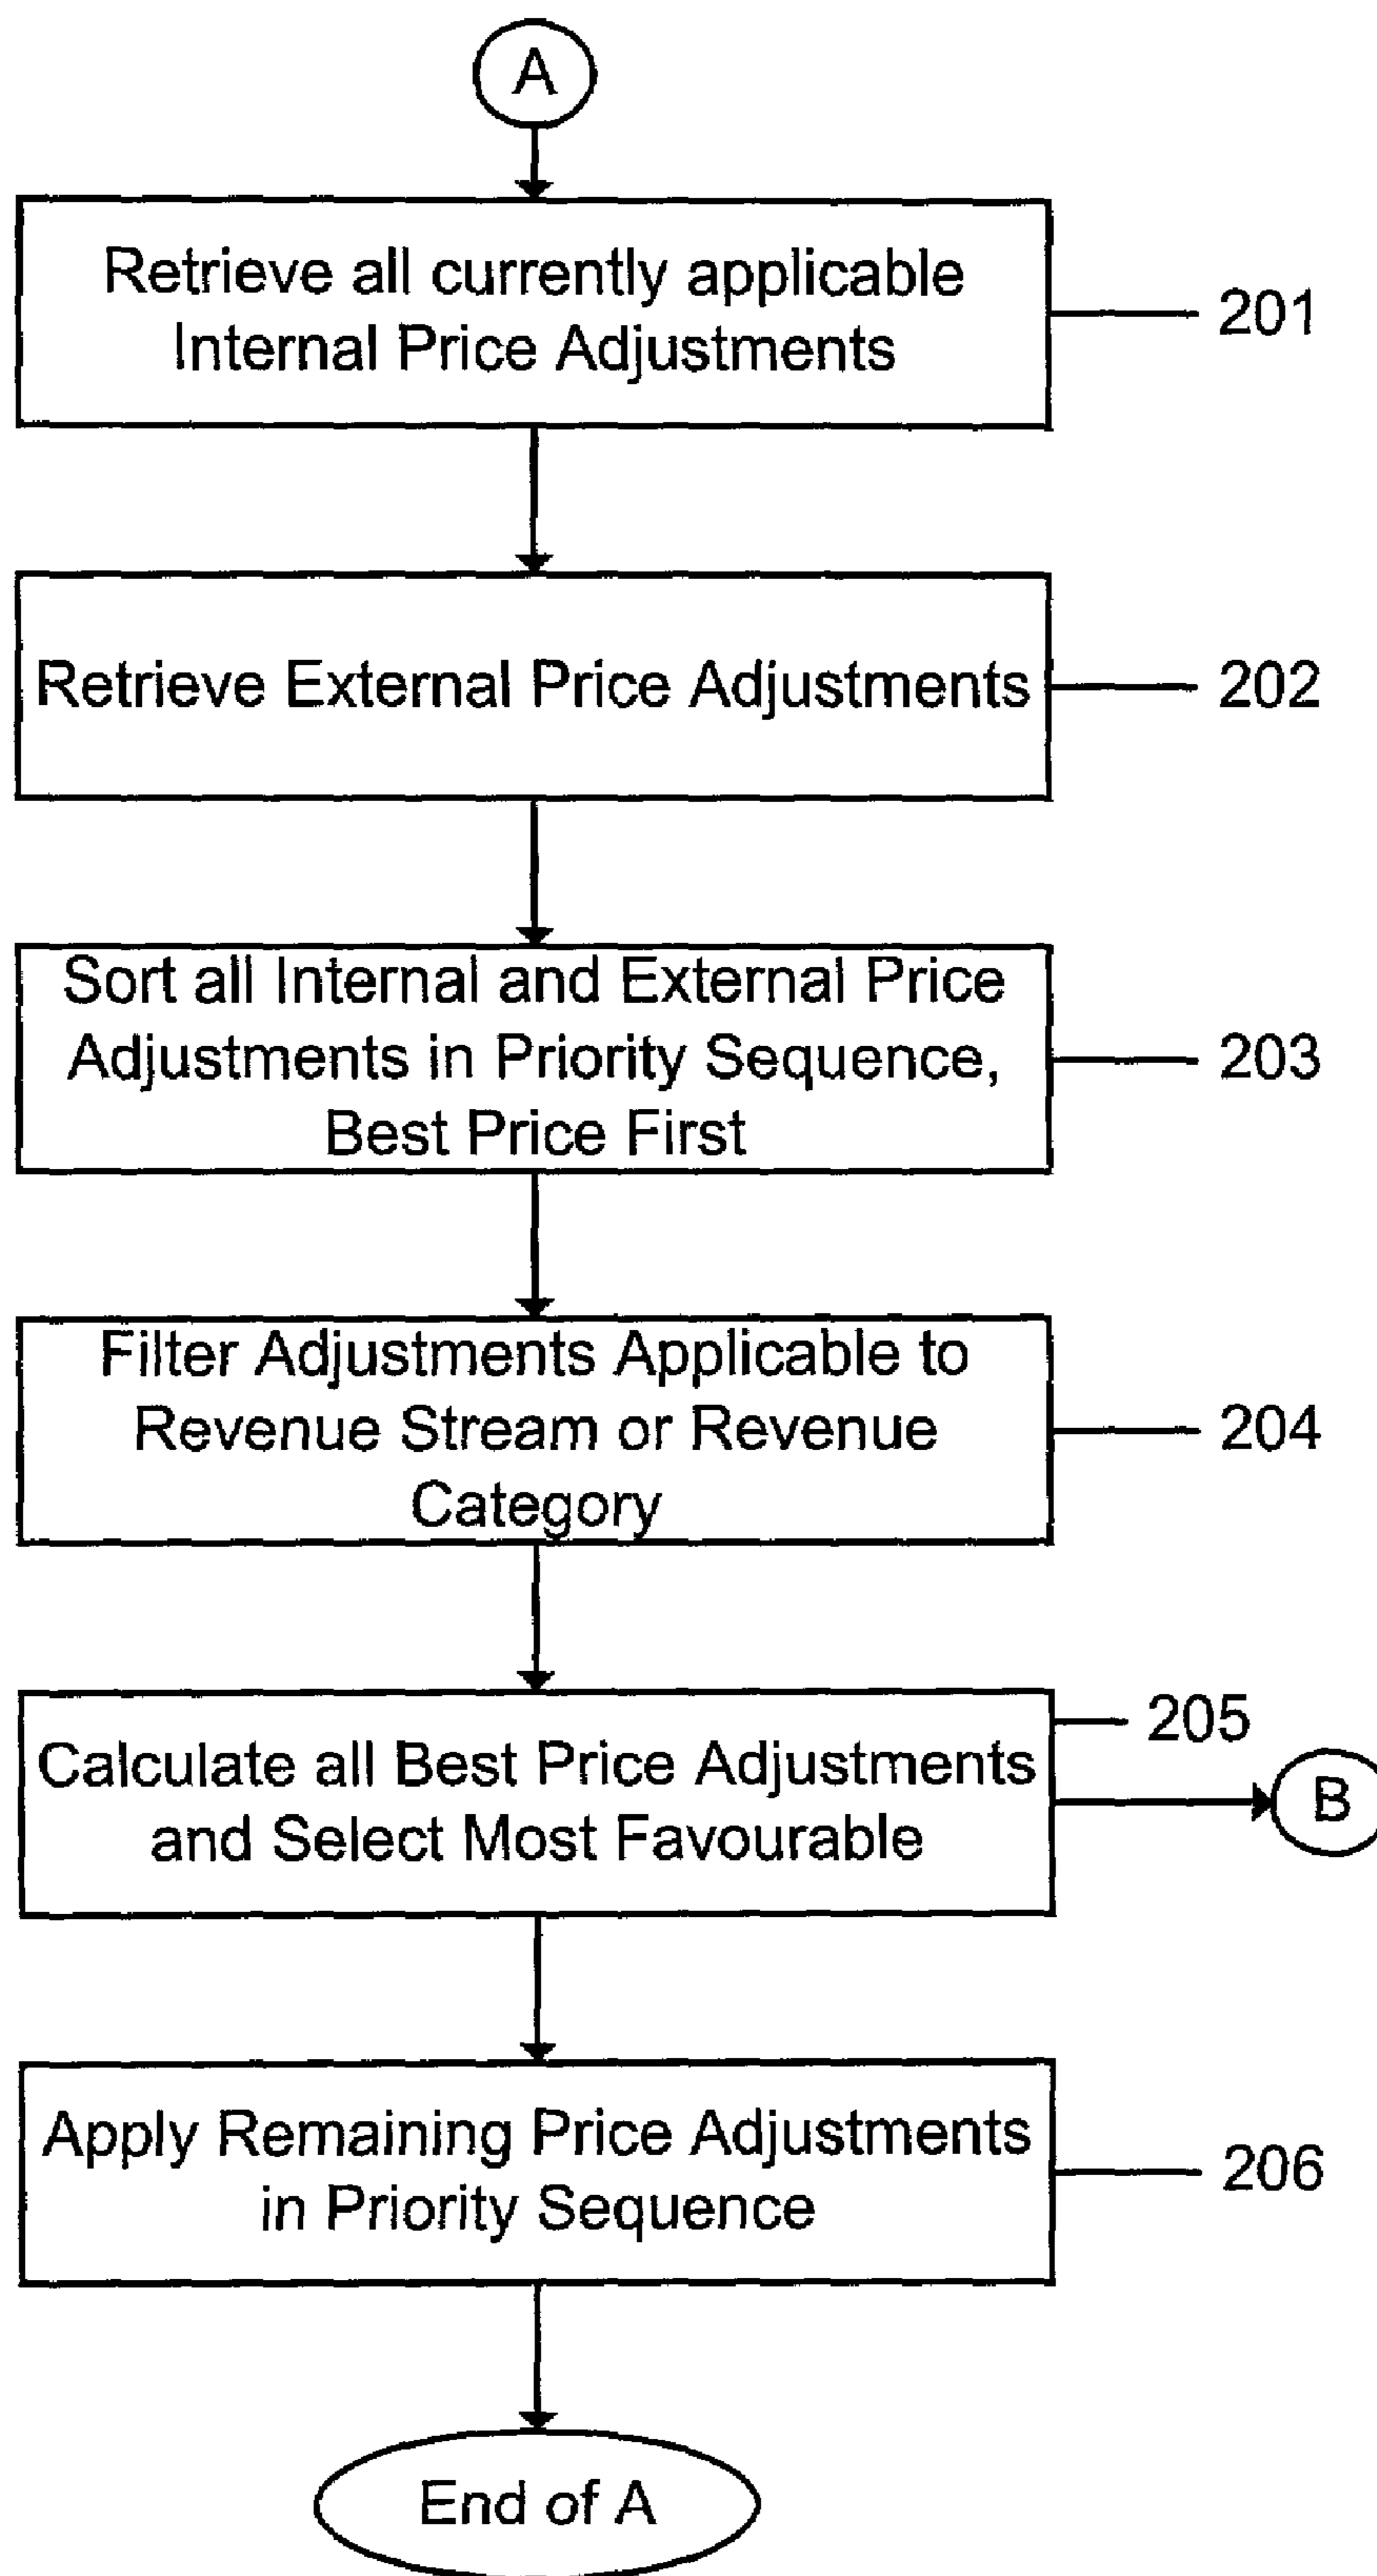 A
Retrieve all currently applicable
Internal Price Adjustments
201
Retrieve External Price Adjustments
202
Sort all Internal and External Price
Adjustments in Priority Sequence,
Best Price First
203
Filter Adjustments Applicable to
Revenue Stream or Revenue
Category
204
Calculate all Best Price Adjustments
and Select Most Favourable
205
B
Apply Remaining Price Adjustments
in Priority Sequence
206
End of A